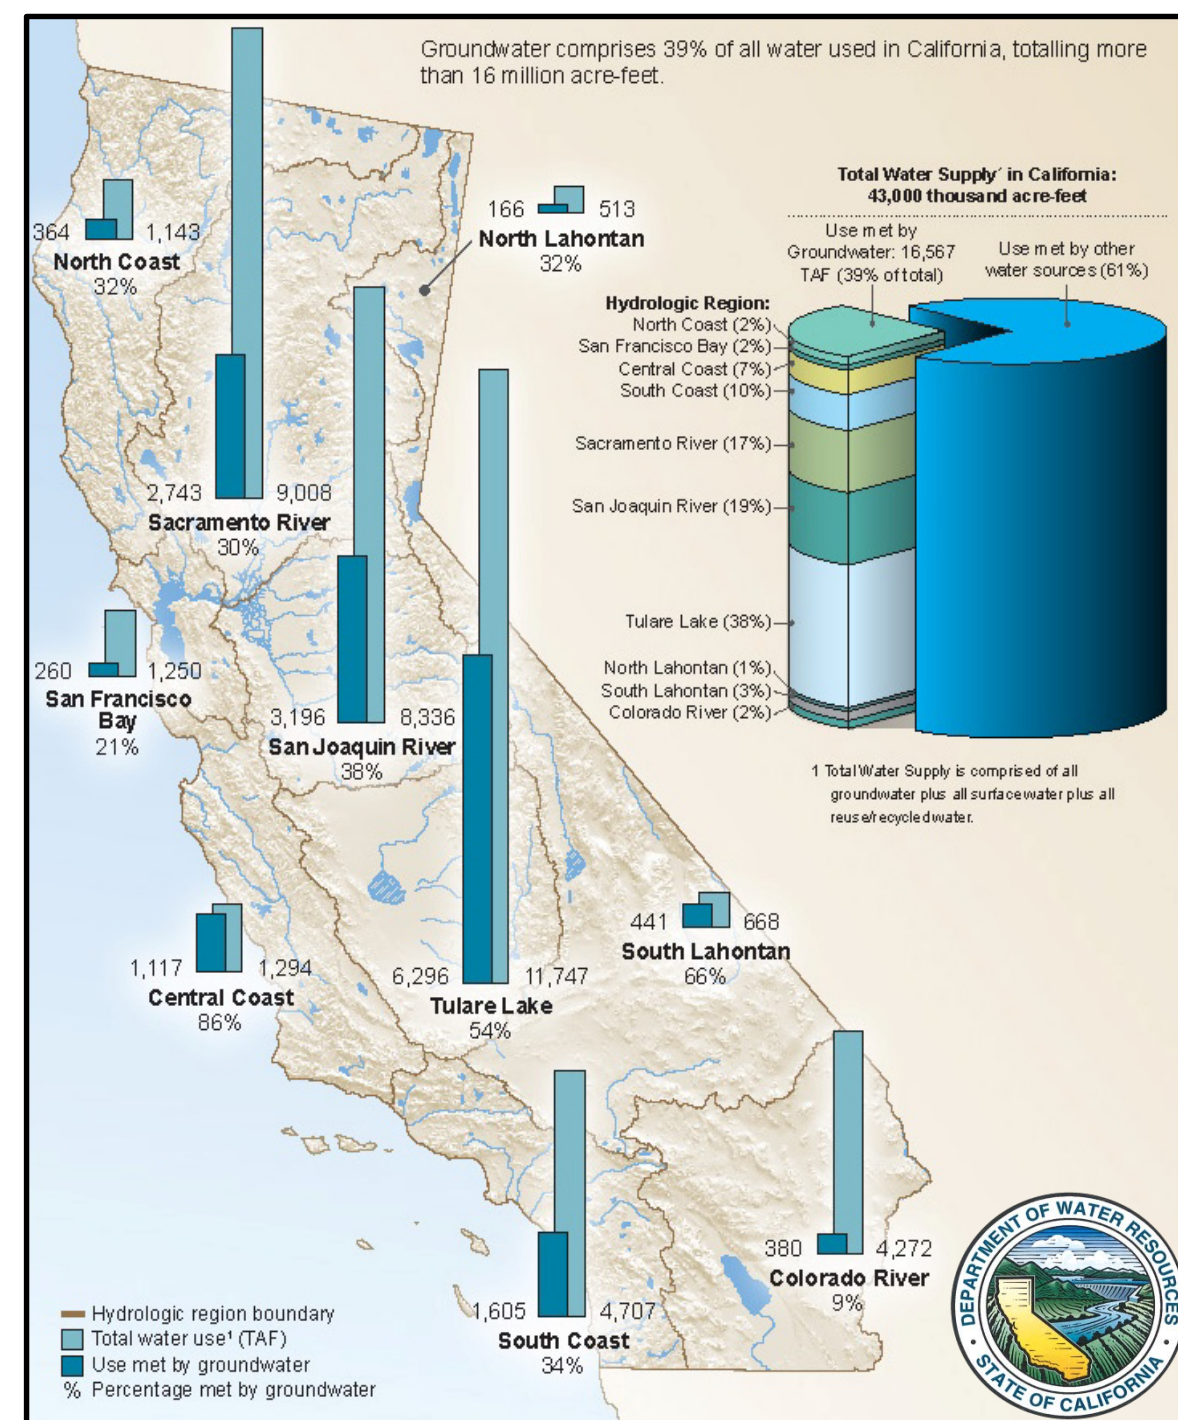 Groundwater comprises 39% of all water used in California, totalling more
than 16 million acre-feet.
Total Water Supply¹ in California:
43,000 thousand acre-feet
Use met by
Groundwater: 16,567
TAF (39% of total)
Use met by other
water sources (61%)
Hydrologic Region:
North Coast (2%)
San Francisco Bay (2%)
Central Coast (7%)
South Coast (10%)
Sacramento River (17%)
San Joaquin River (19%)
Tulare Lake (38%)
North Lahontan (1%)
South Lahontan (3%)
Colorado River (2%)
1 Total Water Supply is comprised of all
groundwater plus all surface water plus all
reuse/recycled water.
364 1,143
North Coast
32%
166 513
North Lahontan
32%
2,743 9,008
Sacramento River
30%
260 1,250
San Francisco
Bay
21%
3,196 8,336
San Joaquin River
38%
1,117 1,294
Central Coast
86%
6,296 11,747
Tulare Lake
54%
441 668
South Lahontan
66%
1,605 4,707
South Coast
34%
380 4,272
Colorado River
9%
Hydrologic region boundary
Total water use¹ (TAF)
Use met by groundwater
% Percentage met by groundwater
DEPARTMENT OF WATER RESOURCES
STATE OF CALIFORNIA